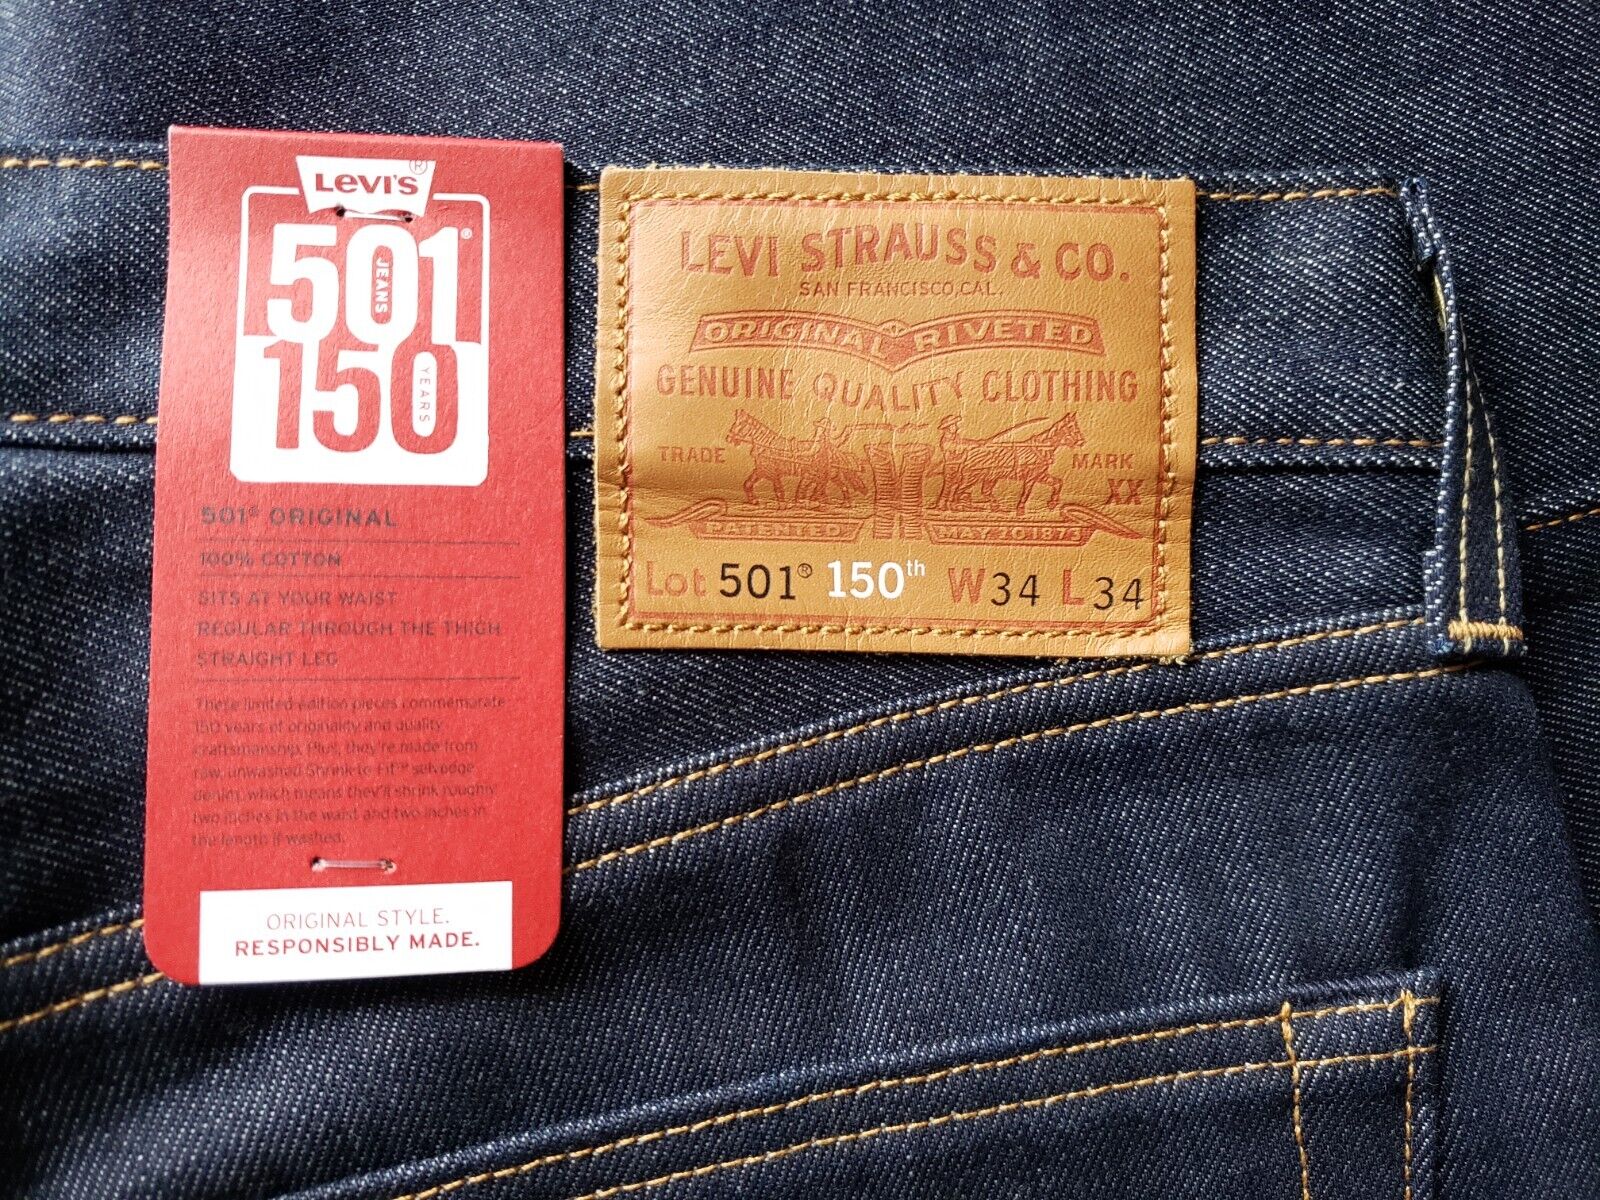 Levi's®
501®
JEANS
150
YEARS
501® ORIGINAL
100% COTTON
SITS AT YOUR WAIST
REGULAR THROUGH THE THIGH
STRAIGHT LEG
These limited-edition pieces commemorate
150 years of originality and quality
craftsmanship. Plus, they're made from
raw, unwashed Shrink-to-Fit™ selvedge
denim, which means they'll shrink roughly
two inches in the waist and two inches in
the length if washed.
ORIGINAL STYLE.
RESPONSIBLY MADE.
LEVI STRAUSS & CO.
SAN FRANCISCO, CAL.
ORIGINAL RIVETED
GENUINE QUALITY CLOTHING
TRADE MARK
XX
PATENTED MAY 20 1873
Lot 501® 150th W34 L34